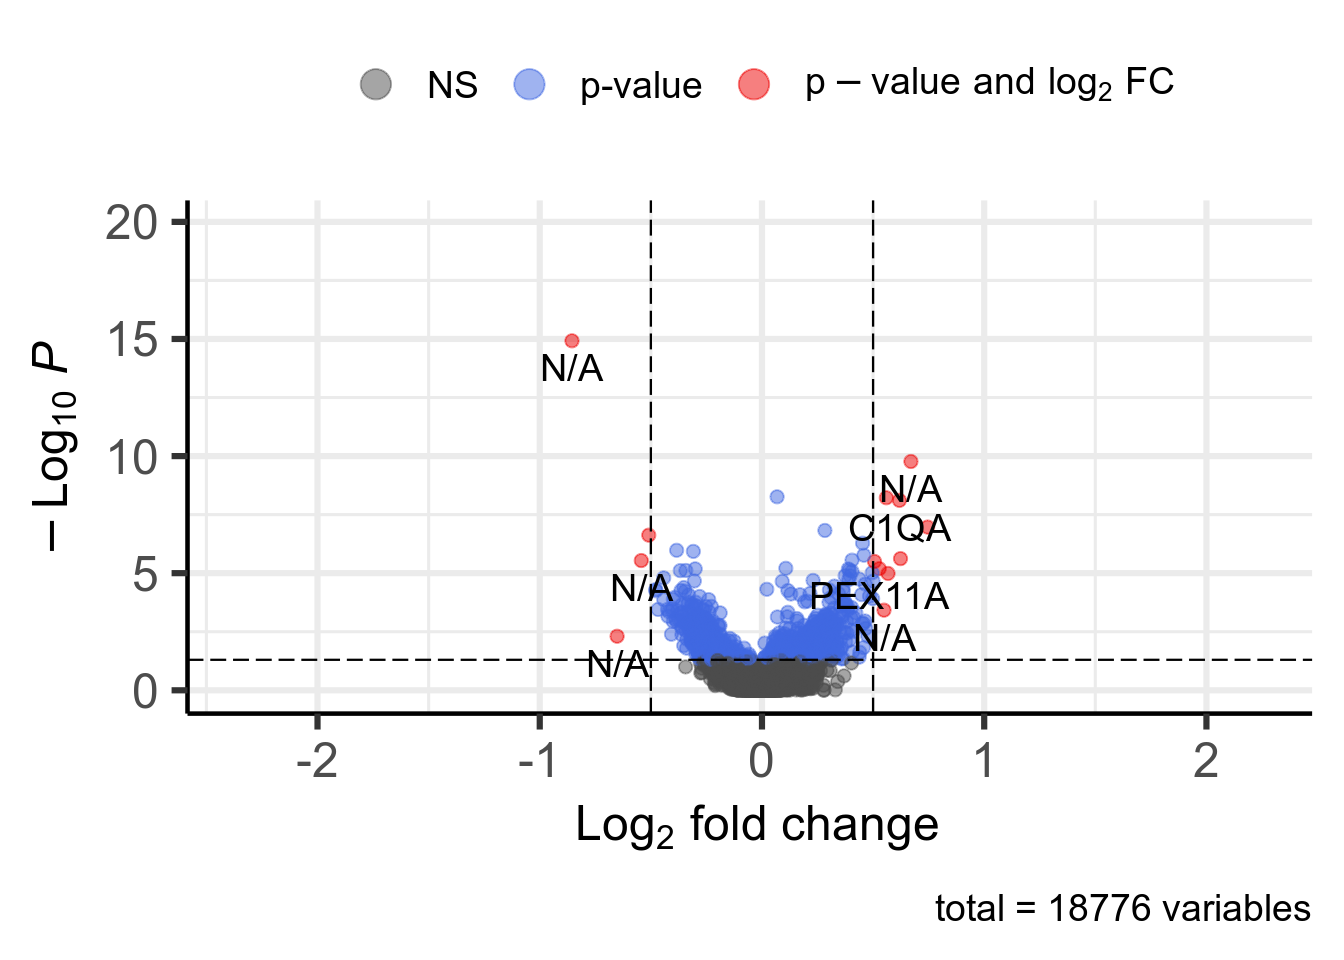 NS p-value p – value and log₂ FC
20
15
10
5
0
– Log₁₀ P
N/A
N/A
C1QA
N/A
PEX11A
N/A
N/A
-2 -1 0 1 2
Log₂ fold change
total = 18776 variables